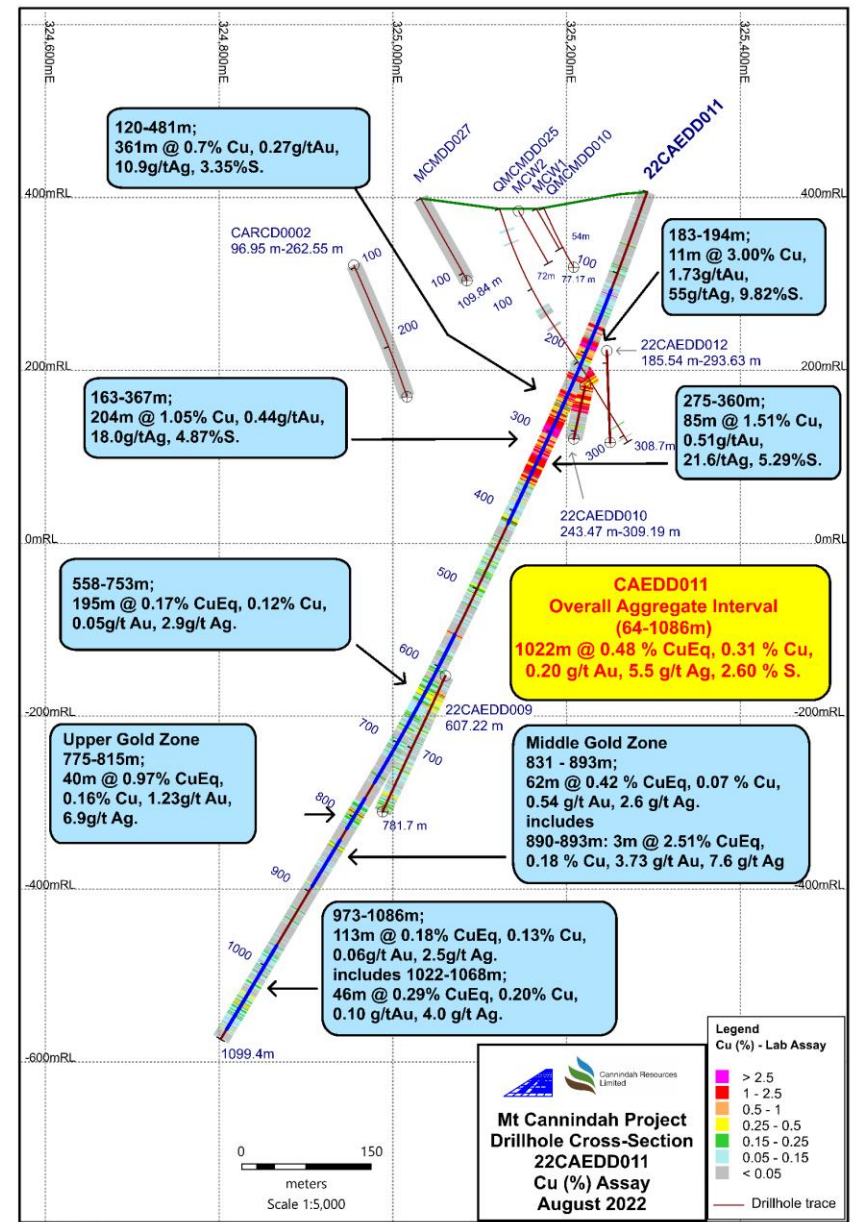 324,600mE
324,800mE
325,000mE
325,200mE
325,400mE
120-481m;
361m @ 0.7% Cu, 0.27g/tAu,
10.9g/tAg, 3.35%S.
MCMDD027
QMCMDD025
MCW2
MCW1
QMCMDD010
22CAEDD011
400mRL
400mRL
CARCD0002
96.95 m-262.55 m
100
200
100
109.84 m
54m
100
72m
77.17 m
100
200
183-194m;
11m @ 3.00% Cu,
1.73g/tAu,
55g/tAg, 9.82%S.
22CAEDD012
185.54 m-293.63 m
200mRL
200mRL
163-367m;
204m @ 1.05% Cu, 0.44g/tAu,
18.0g/tAg, 4.87%S.
300
300
308.7m
275-360m;
85m @ 1.51% Cu,
0.51g/tAu,
21.6/tAg, 5.29%S.
400
22CAEDD010
243.47 m-309.19 m
0mRL
0mRL
500
558-753m;
195m @ 0.17% CuEq, 0.12% Cu,
0.05g/t Au, 2.9g/t Ag.
CAEDD011
Overall Aggregate Interval
(64-1086m)
1022m @ 0.48 % CuEq, 0.31 % Cu,
0.20 g/t Au, 5.5 g/t Ag, 2.60 % S.
600
22CAEDD009
607.22 m
-200mRL
-200mRL
700
700
781.7 m
Upper Gold Zone
775-815m;
40m @ 0.97% CuEq,
0.16% Cu, 1.23g/t Au,
6.9g/t Ag.
800
Middle Gold Zone
831 - 893m;
62m @ 0.42 % CuEq, 0.07 % Cu,
0.54 g/t Au, 2.6 g/t Ag.
includes
890-893m: 3m @ 2.51% CuEq,
0.18 % Cu, 3.73 g/t Au, 7.6 g/t Ag
900
-400mRL
-400mRL
973-1086m;
113m @ 0.18% CuEq, 0.13% Cu,
0.06g/t Au, 2.5g/t Ag.
includes 1022-1068m;
46m @ 0.29% CuEq, 0.20% Cu,
0.10 g/tAu, 4.0 g/t Ag.
1000
1099.4m
-600mRL
0
150
meters
Scale 1:5,000
Cannindah Resources
Limited
Mt Cannindah Project
Drillhole Cross-Section
22CAEDD011
Cu (%) Assay
August 2022
Legend
Cu (%) - Lab Assay
> 2.5
1 - 2.5
0.5 - 1
0.25 - 0.5
0.15 - 0.25
0.05 - 0.15
< 0.05
Drillhole trace